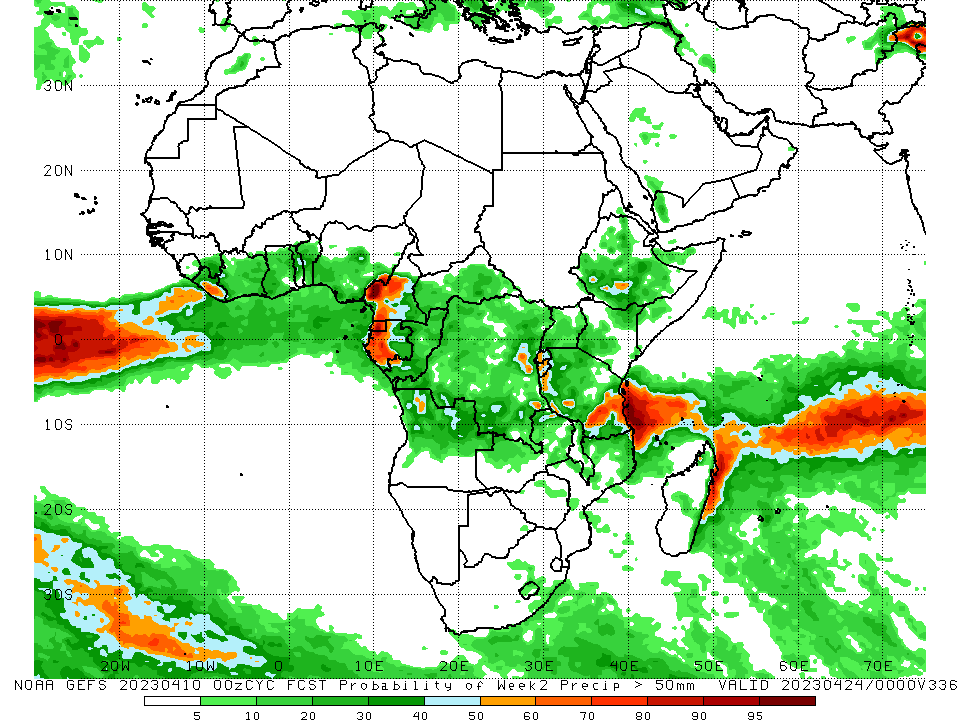 30N
20N
10N
0
10S
20S
30S
20W 10W 0 10E 20E 30E 40E 50E 60E 70E
NOAA GEFS 20230410 00zCYC FCST Probability of Week2 Precip > 50mm VALID 20230424/0000V336
5 10 20 30 40 50 60 70 80 90 95